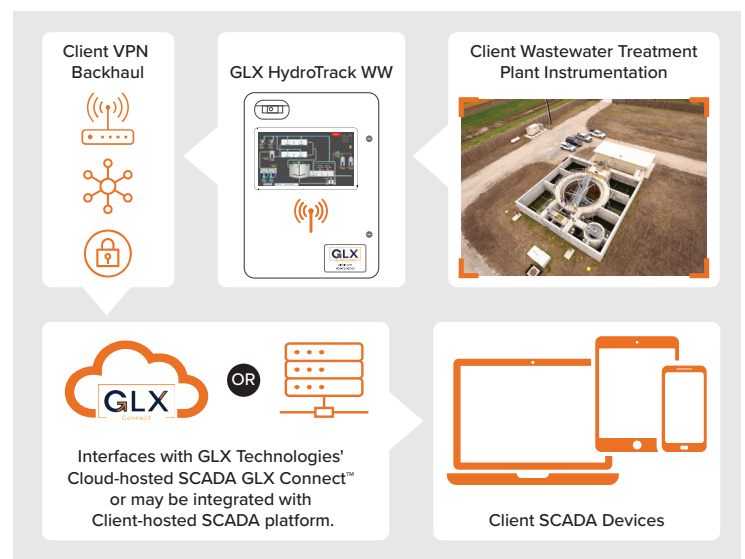 Client VPN
Backhaul
GLX HydroTrack WW
Client Wastewater Treatment
Plant Instrumentation
GLX
GLX
Connect
OR
Interfaces with GLX Technologies'
Cloud-hosted SCADA GLX Connect™
or may be integrated with
Client-hosted SCADA platform.
Client SCADA Devices